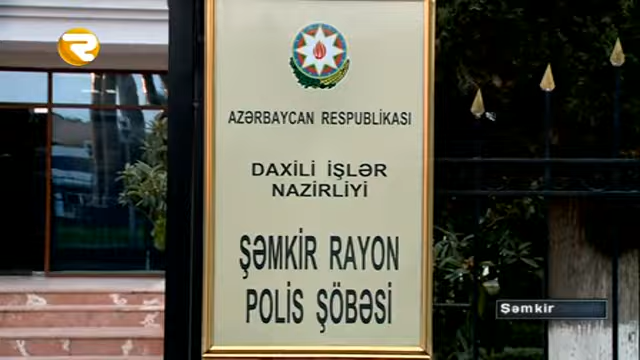 AZƏRBAYCAN RESPUBLİKASI
DAXİLİ İŞLƏR
NAZİRLİYİ
ŞƏMKİR RAYON
POLİS ŞÖBƏSİ
Şəmkir